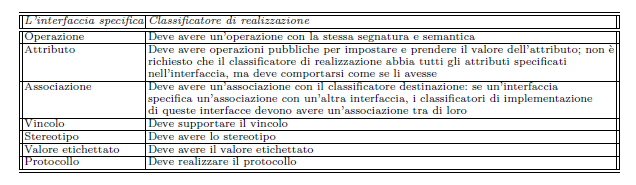 L'interfaccia specifica Classificatore di realizzazione
Operazione Deve avere un'operazione con la stessa segnatura e semantica
Attributo Deve avere operazioni pubbliche per impostare e prendere il valore dell'attributo; non è
richiesto che il classificatore di realizzazione abbia tutti gli attributi specificati
nell'interfaccia, ma deve comportarsi come se li avesse
Associazione Deve avere un'associazione con il classificatore destinazione: se un'interfaccia
specifica un'associazione con un'altra interfaccia, i classificatori di implementazione
di queste interfacce devono avere un'associazione tra di loro
Vincolo Deve supportare il vincolo
Stereotipo Deve avere lo stereotipo
Valore etichettato Deve avere il valore etichettato
Protocollo Deve realizzare il protocollo